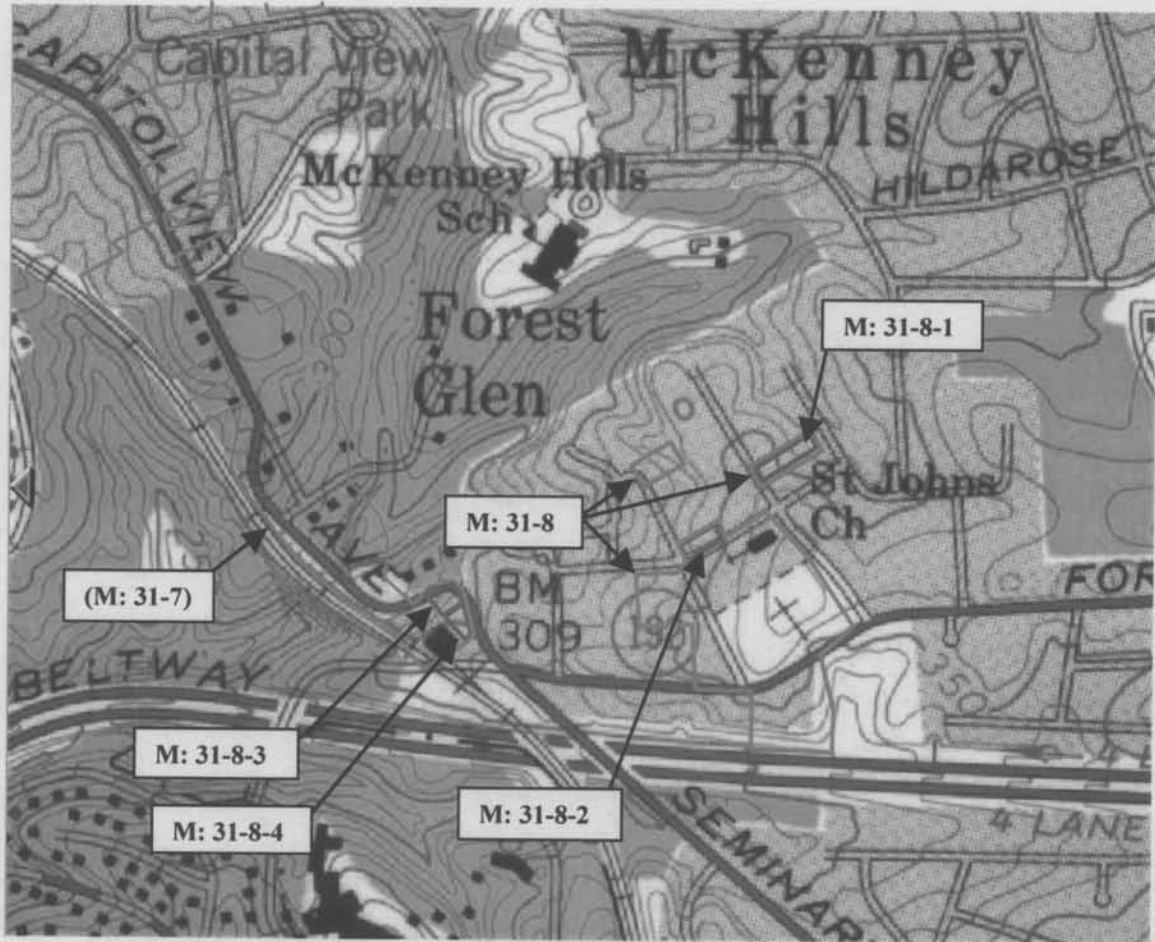 CAPITOL VIEW
Capital View
Park
McKenney
Hills
McKenney Hills
Sch
HILDAROSE
Forest
Glen
M: 31-8-1
St Johns
Ch
M: 31-8
AVE
BM
309
FOR
(M: 31-7)
350
BELTWAY
M: 31-8-3
M: 31-8-2
M: 31-8-4
SEMINAR
4 L
4 LANE